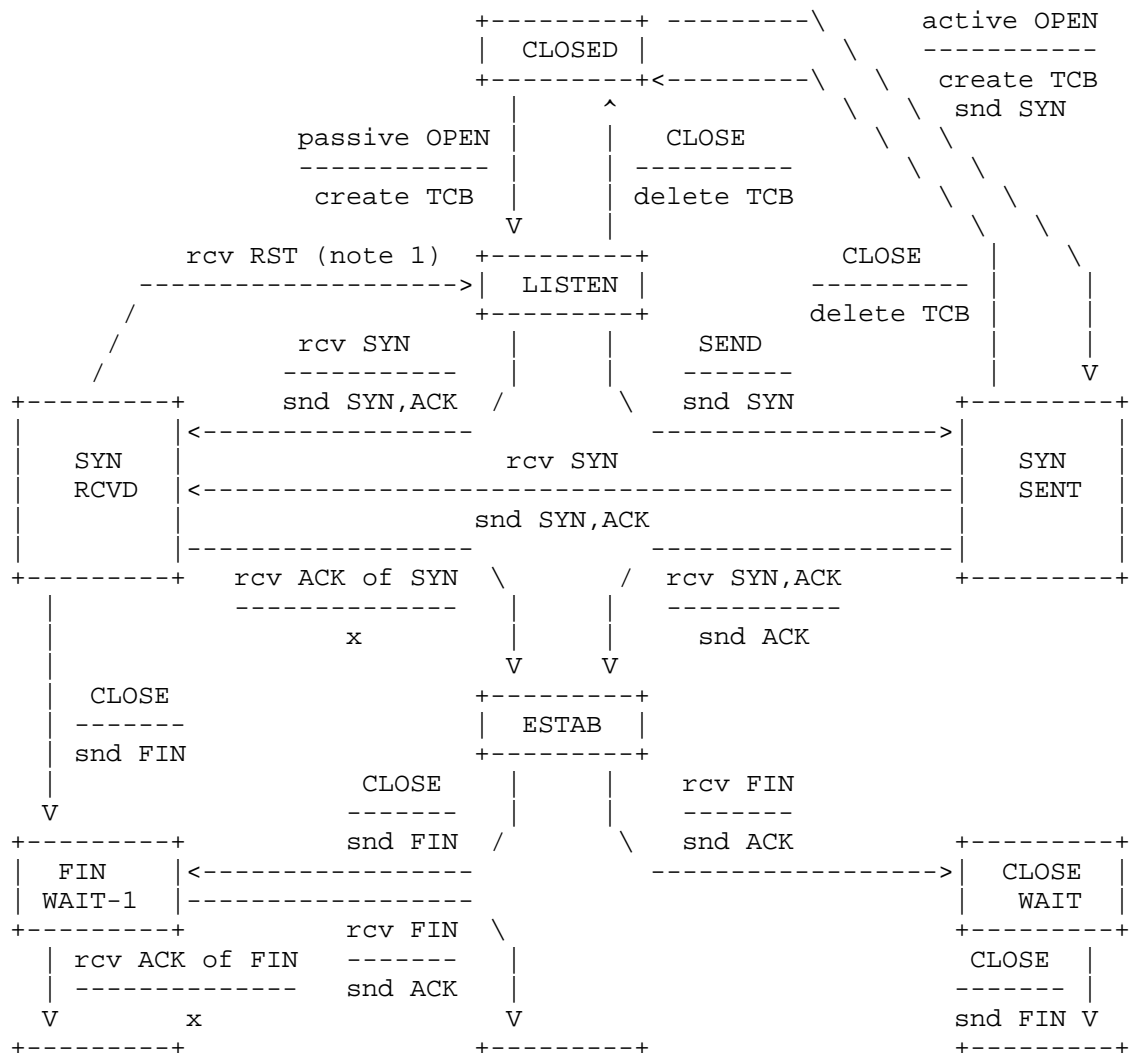 +---------+ ---------\ active OPEN
| CLOSED | \ -----------
+---------+<---------\ \ create TCB
| ^ \ \ snd SYN
passive OPEN | | CLOSE \ \
------------ | | ---------- \ \
create TCB | | delete TCB \ \
V | \ \
rcv RST (note 1) +---------+ CLOSE | \
-------------------->| LISTEN | ---------- | |
/ +---------+ delete TCB | |
/ rcv SYN | | SEND | |
/ ----------- | | ------- | V
+---------+ snd SYN,ACK / \ snd SYN +---------+
| |<----------------- ------------------>| |
| SYN | rcv SYN | SYN |
| RCVD |<-----------------------------------------------| SENT |
| | snd SYN,ACK | |
| |------------------ -------------------| |
+---------+ rcv ACK of SYN \ / rcv SYN,ACK +---------+
| -------------- | | -----------
| x | | snd ACK
| V V
| CLOSE +---------+
| ------- | ESTAB |
| snd FIN +---------+
| CLOSE | | rcv FIN
V ------- | | -------
+---------+ snd FIN / \ snd ACK +---------+
| FIN |<----------------- ------------------>| CLOSE |
| WAIT-1 |------------------ | WAIT |
+---------+ rcv FIN \ +---------+
| rcv ACK of FIN ------- | CLOSE |
| -------------- snd ACK | ------- |
V x V snd FIN V
+---------+ +---------+ +---------+